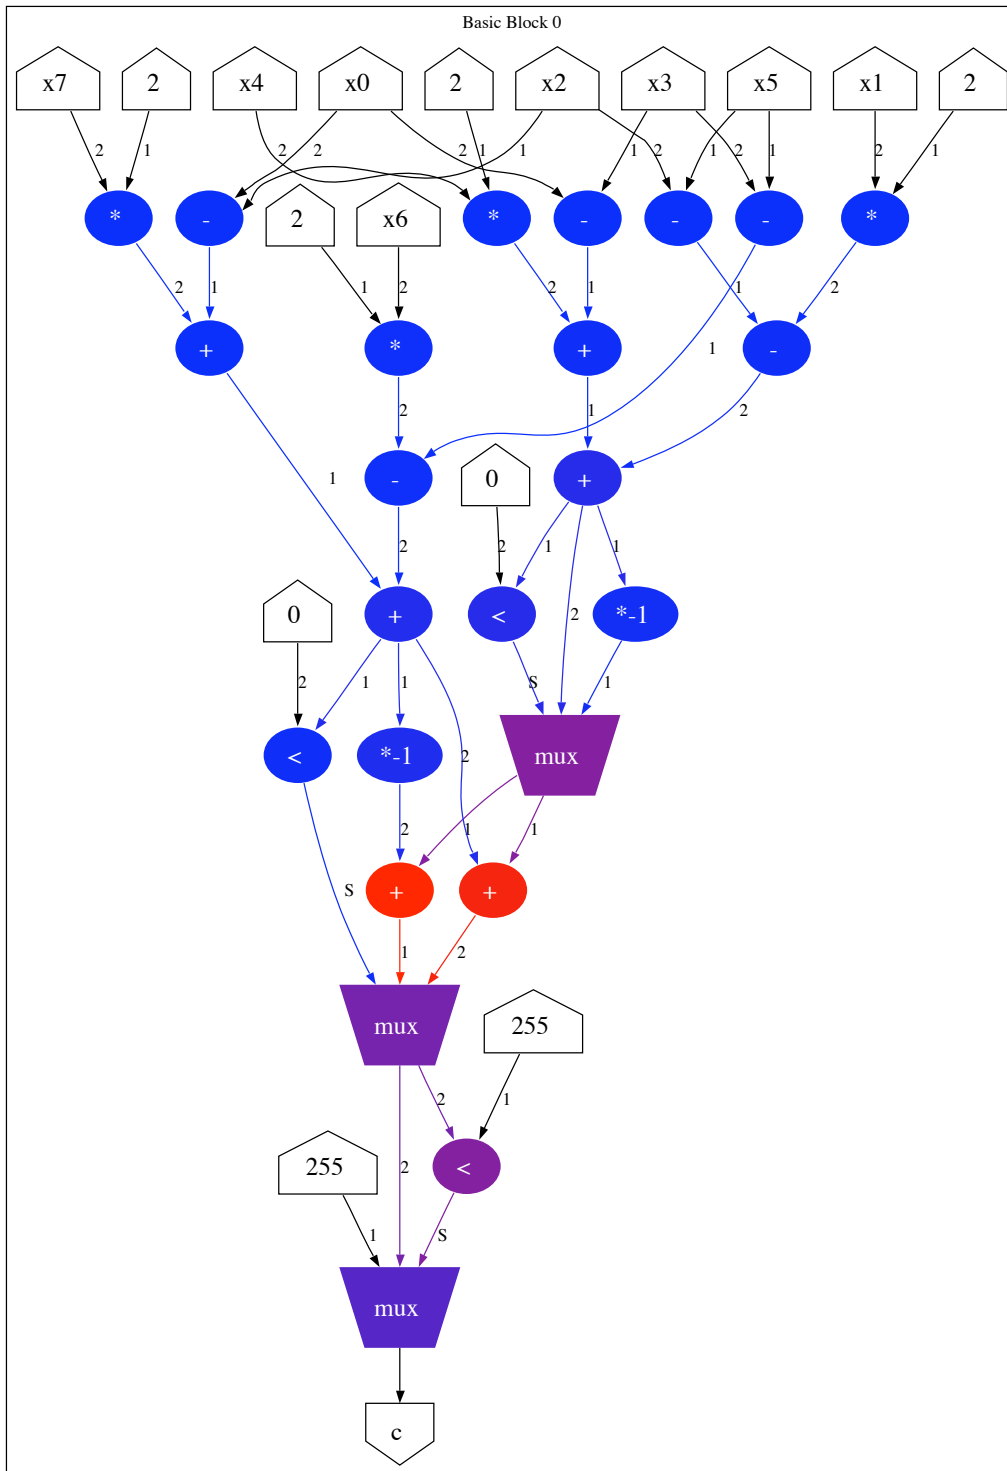 Basic Block 0
x7 2 x4 x0 2 x2 x3 x5 x1 2
2 1 2 2 2 1 1 1 2 1 2 1 2 1
* - 2 x6 * - - - *
2 1 1 2 2 1 1 2
+ * + - 
1
2 1 2
1 - 0 +
2 2 1 1
0 + < *-1
2
2 1 1 S 1
< *-1 2 mux
2 1 1
S + +
1 2
mux 255
2 1
255 2 <
1 S
mux
c